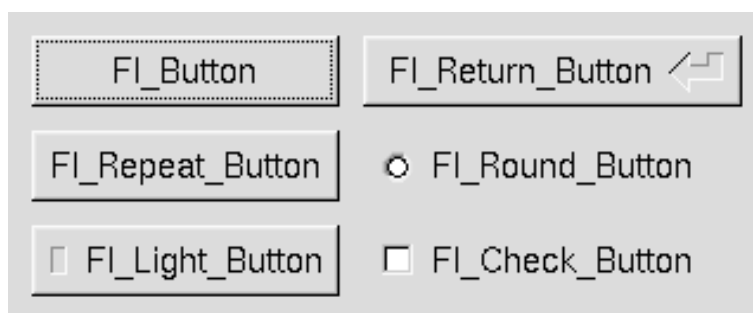 Fl_Button
Fl_Return_Button
Fl_Repeat_Button
Fl_Round_Button
Fl_Light_Button
Fl_Check_Button